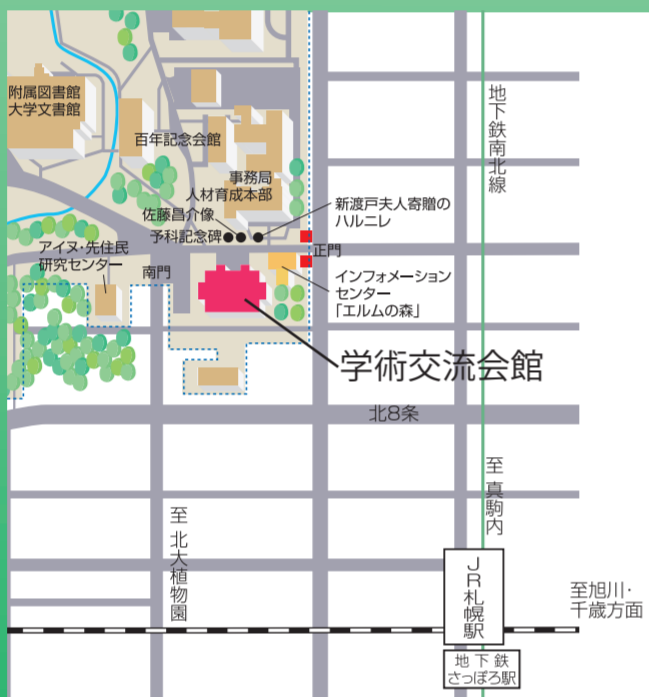 附属図書館
大学文書館
百年記念会館
事務局
人材育成本部
佐藤昌介像
予科記念碑
新渡戸夫人寄贈の
ハルニレ
正門
アイヌ・先住民
研究センター
南門
インフォメーション
センター
「エルムの森」
学術交流会館
地下鉄南北線
北8条
至 真駒内
至 北大植物園
JR札幌駅
至旭川・
千歳方面
地下鉄
さっぽろ駅